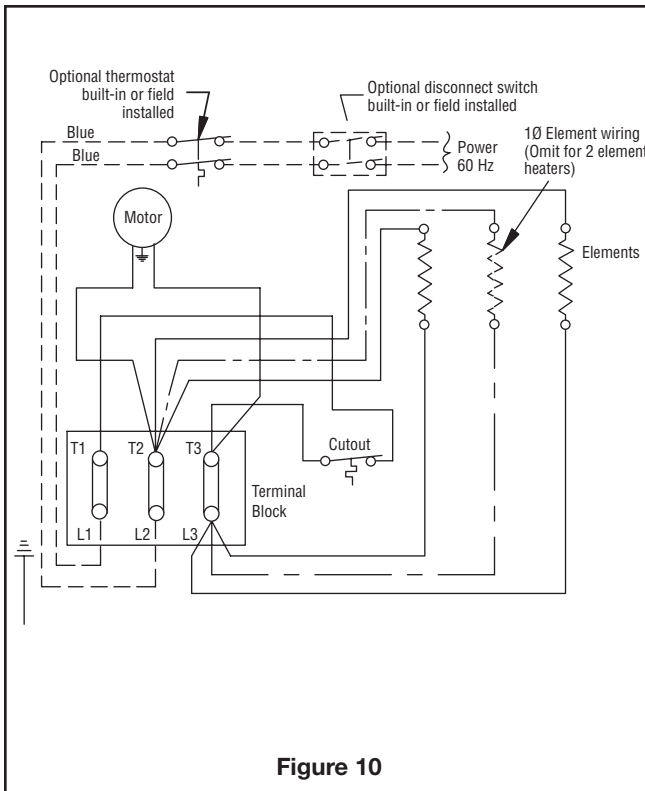 Optional thermostat
built-in or field
installed
Optional disconnect switch
built-in or field installed
Blue
Blue
Power
60 Hz
1Ø Element wiring
(Omit for 2 element
heaters)
Motor
Elements
Cutout
T1 T2 T3
Terminal
Block
L1 L2 L3
Figure 10